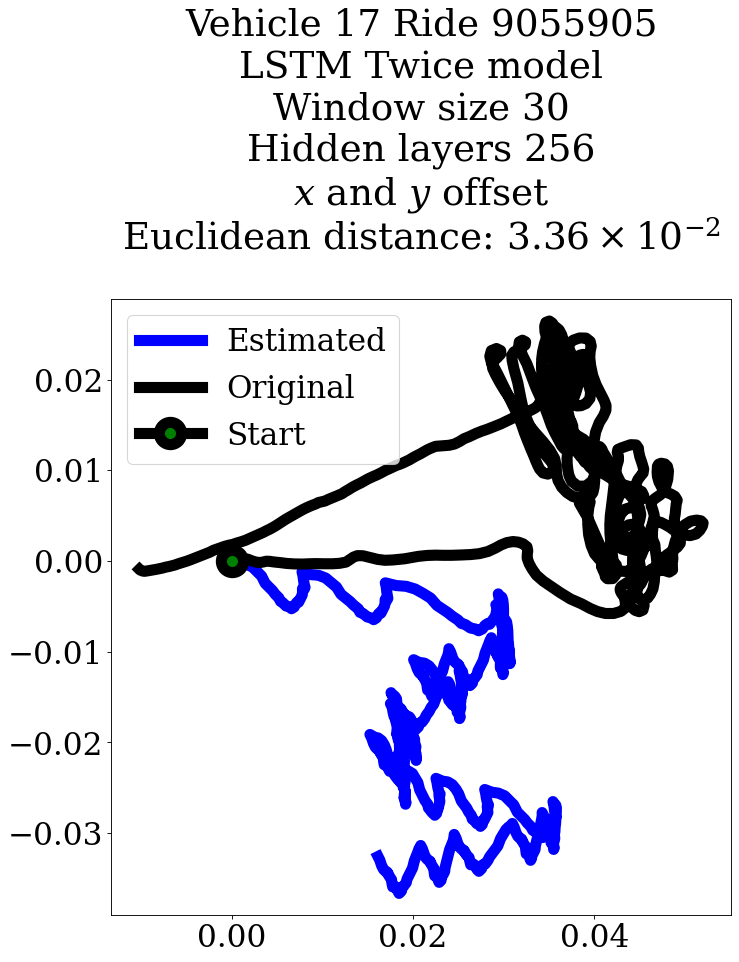 Vehicle 17 Ride 9055905
LSTM Twice model
Window size 30
Hidden layers 256
x and y offset
Euclidean distance: 3.36 × 10⁻²
Estimated
Original
Start
0.02
0.01
0.00
−0.01
−0.02
−0.03
0.00 0.02 0.04